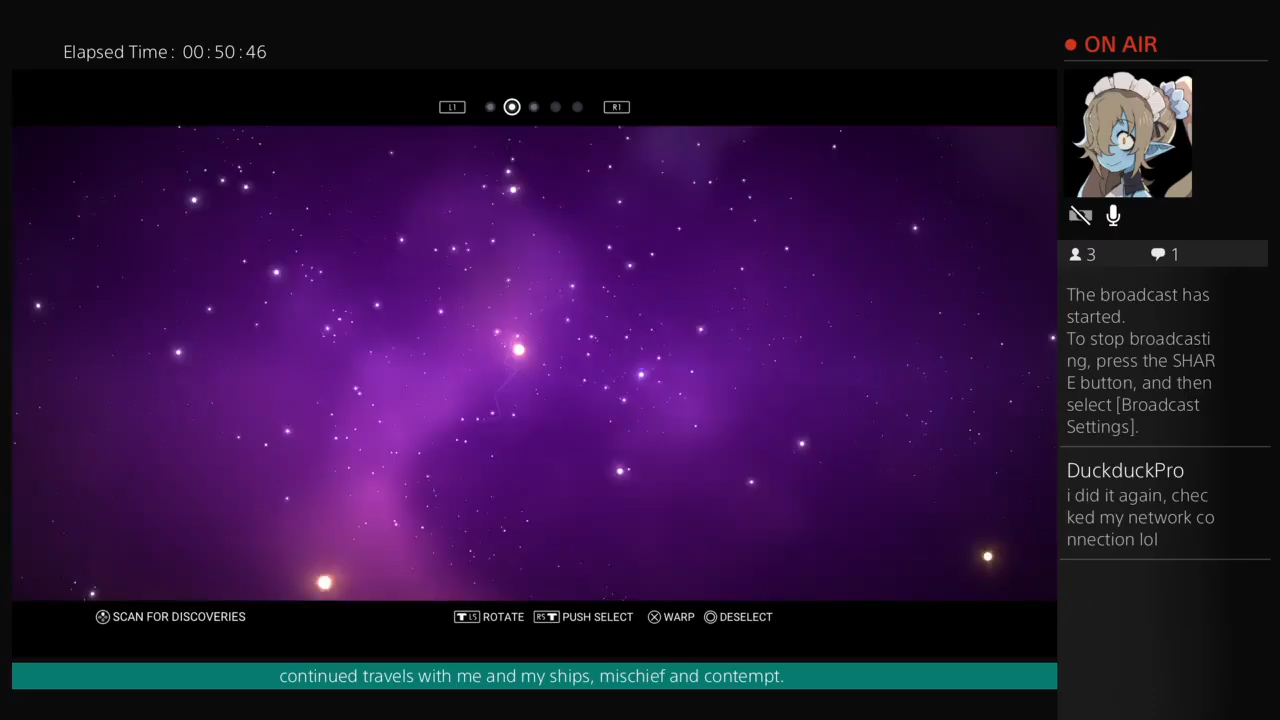 Elapsed Time: 00:50:46
ON AIR
L1
R1
3
1
The broadcast has
started.
To stop broadcasti
ng, press the SHAR
E button, and then
select [Broadcast
Settings].
DuckduckPro
i did it again, chec
ked my network co
nnection lol
SCAN FOR DISCOVERIES
LS ROTATE RS PUSH SELECT WARP DESELECT
continued travels with me and my ships, mischief and contempt.